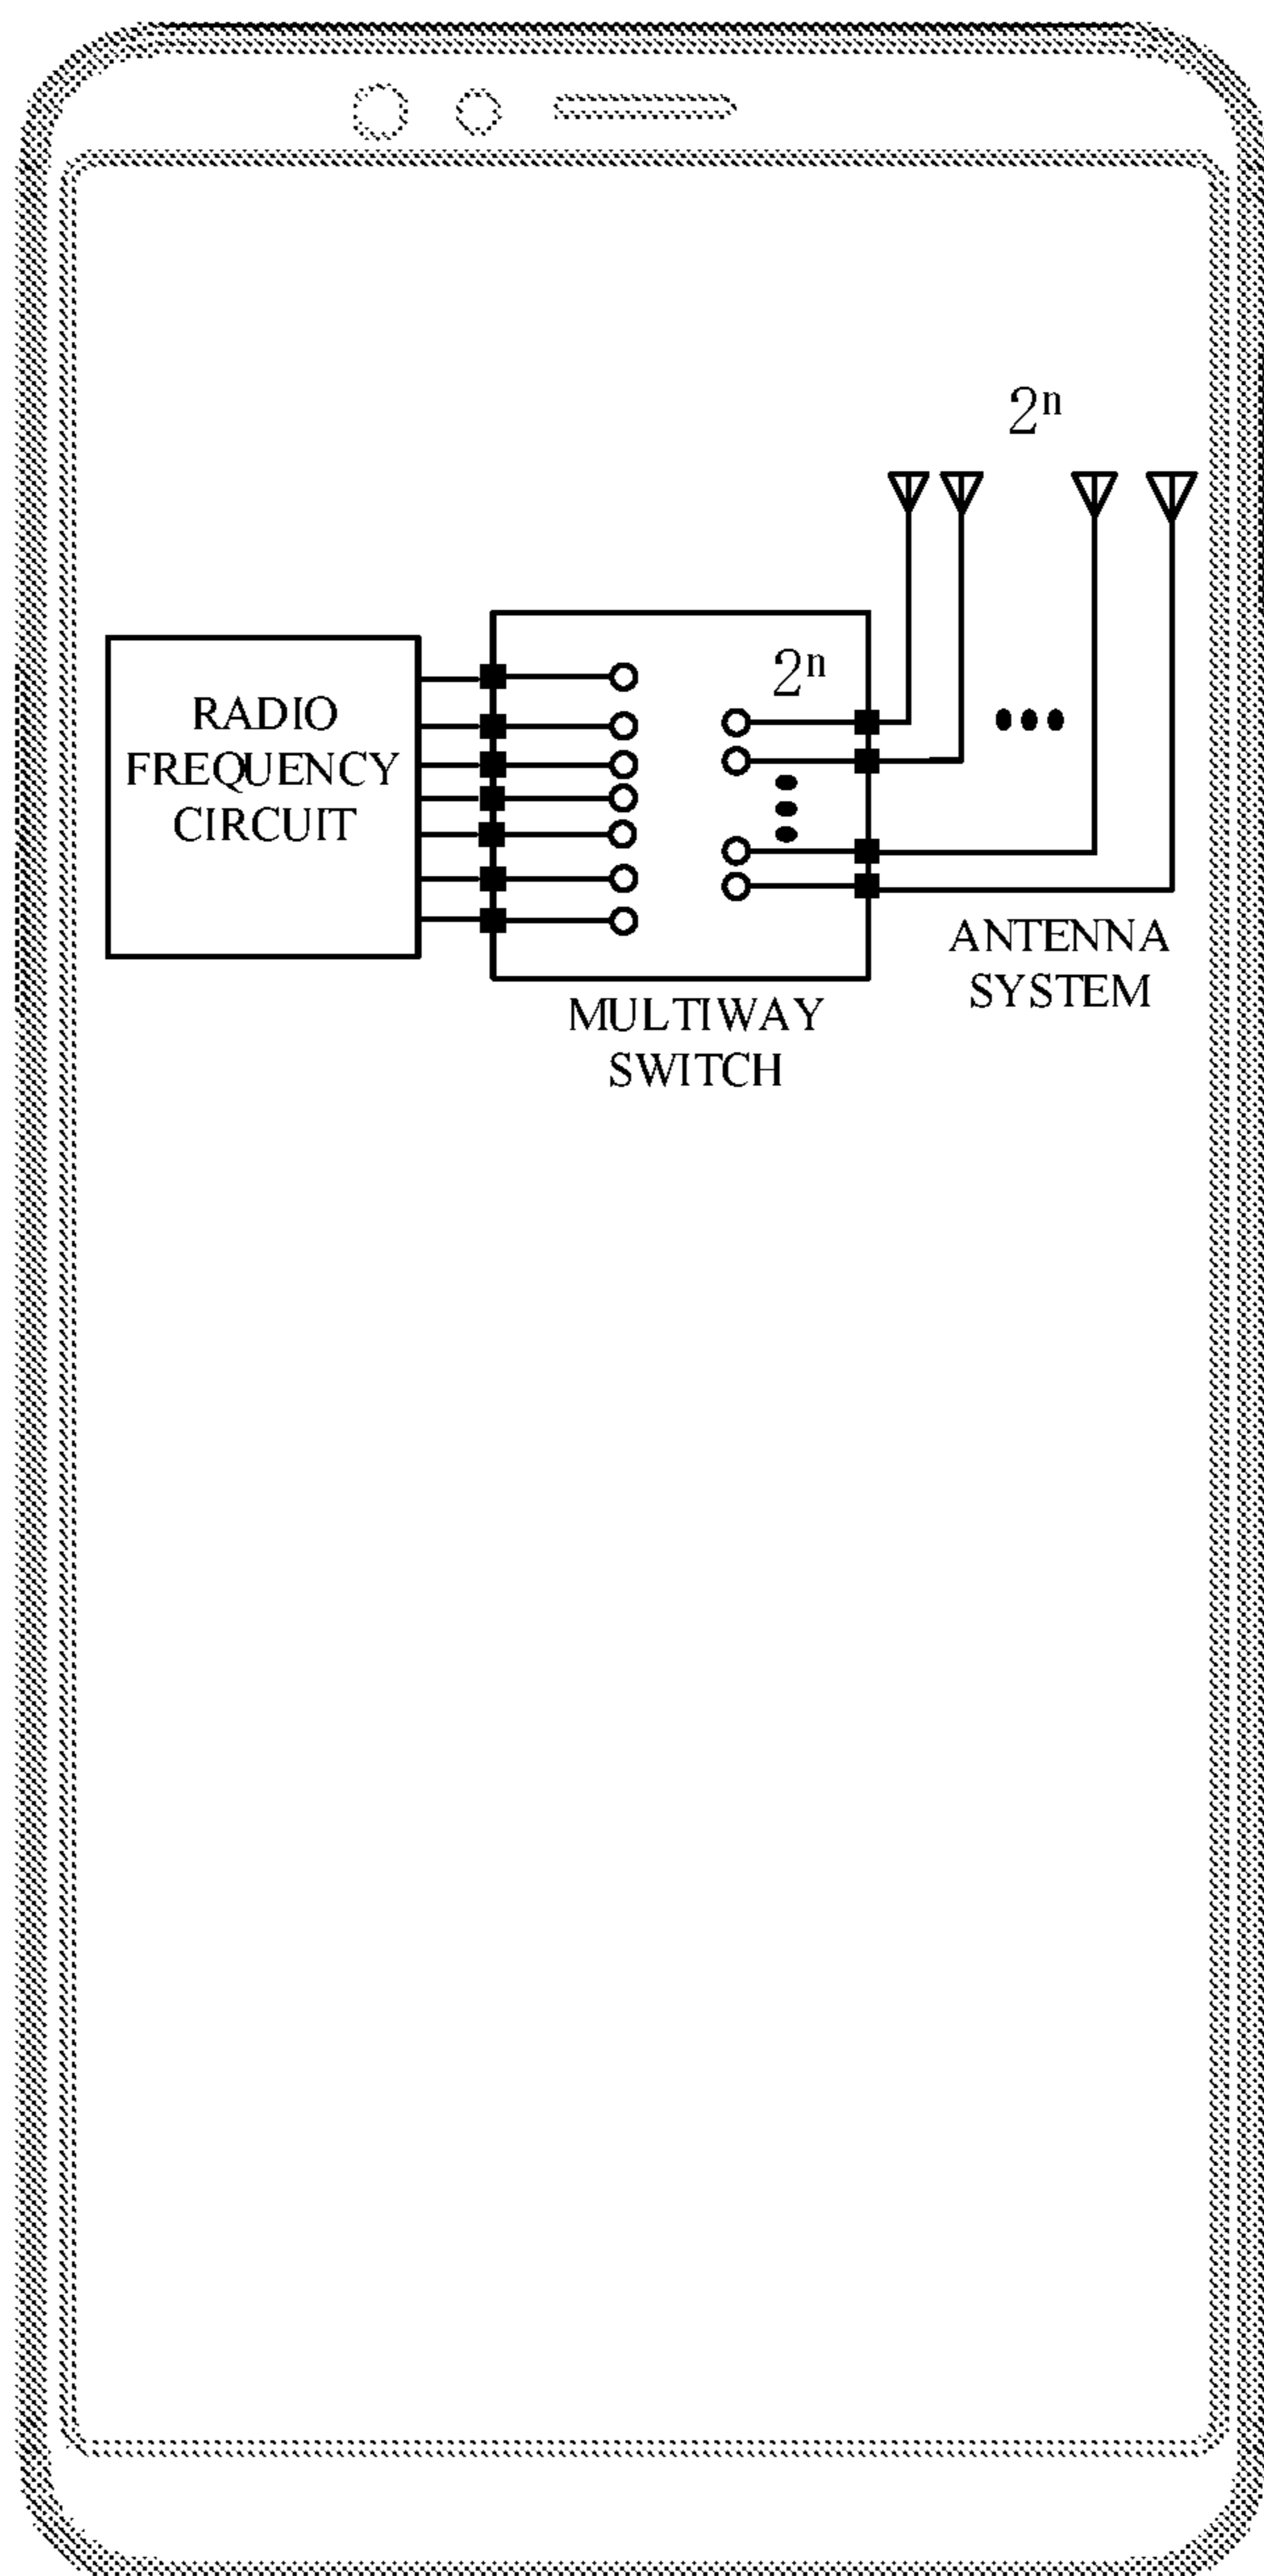 2ⁿ
RADIO
FREQUENCY
CIRCUIT
2ⁿ
ANTENNA
SYSTEM
MULTIWAY
SWITCH